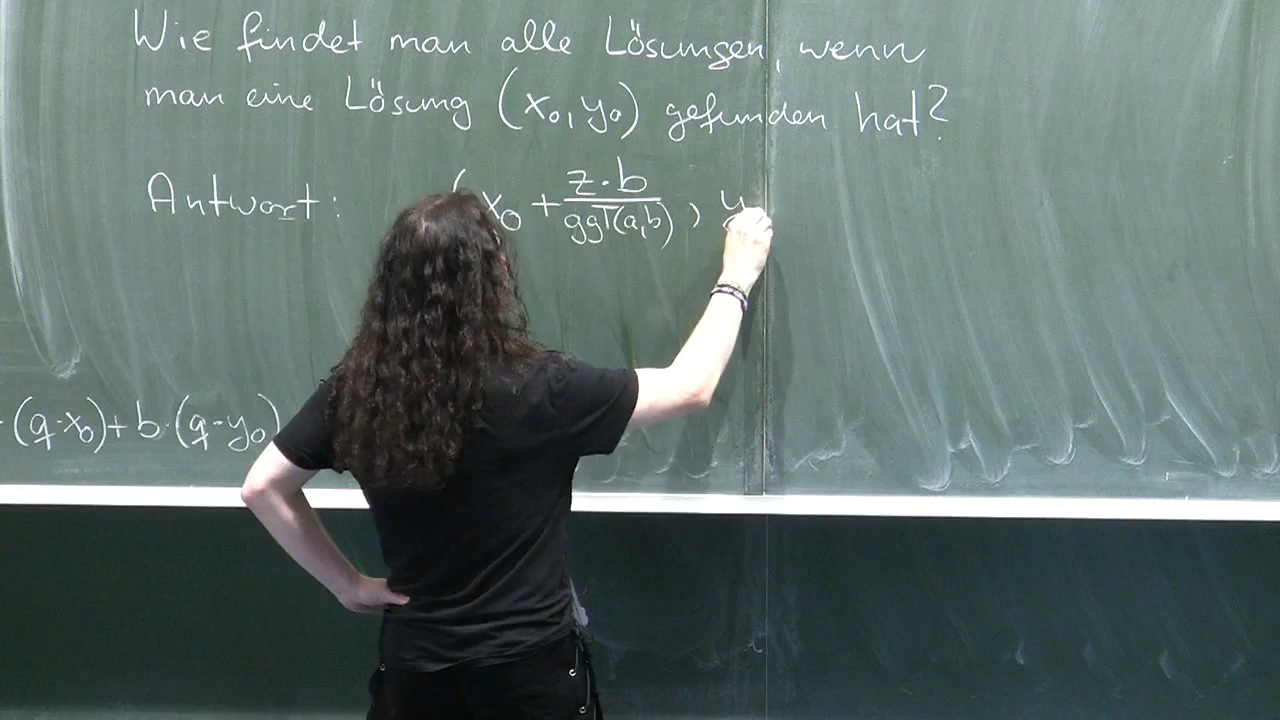 Wie findet man alle Lösungen, wenn
man eine Lösung (x₀, y₀) gefunden hat?
Antwort: (x₀ + z·b/ggT(a,b), y
·(q·x₀)+b·(q·y₀)